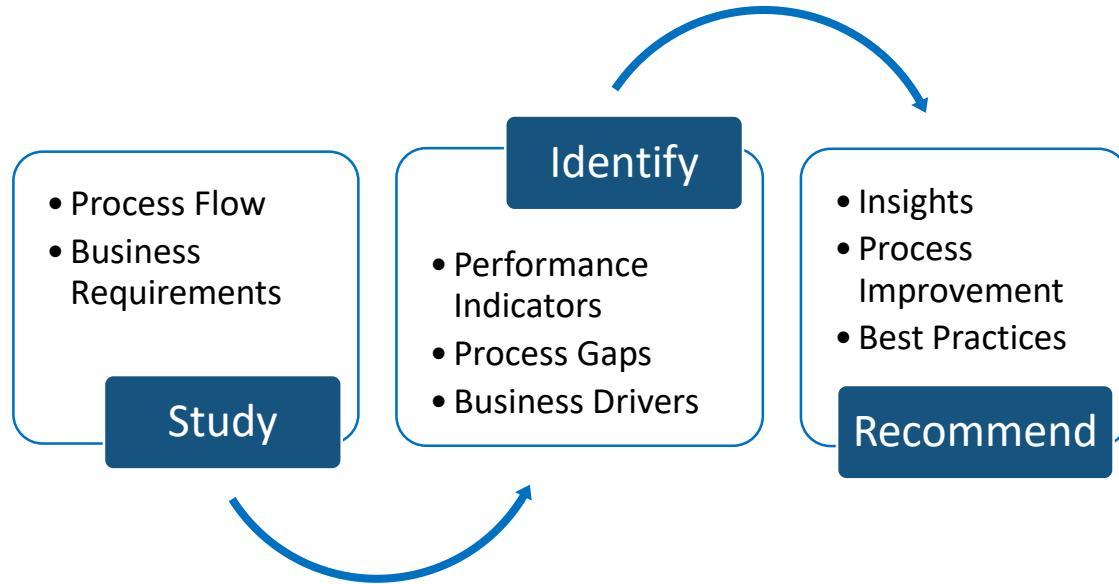 • Process Flow
• Business
Requirements
Study
Identify
• Performance
Indicators
• Process Gaps
• Business Drivers
• Insights
• Process
Improvement
• Best Practices
Recommend